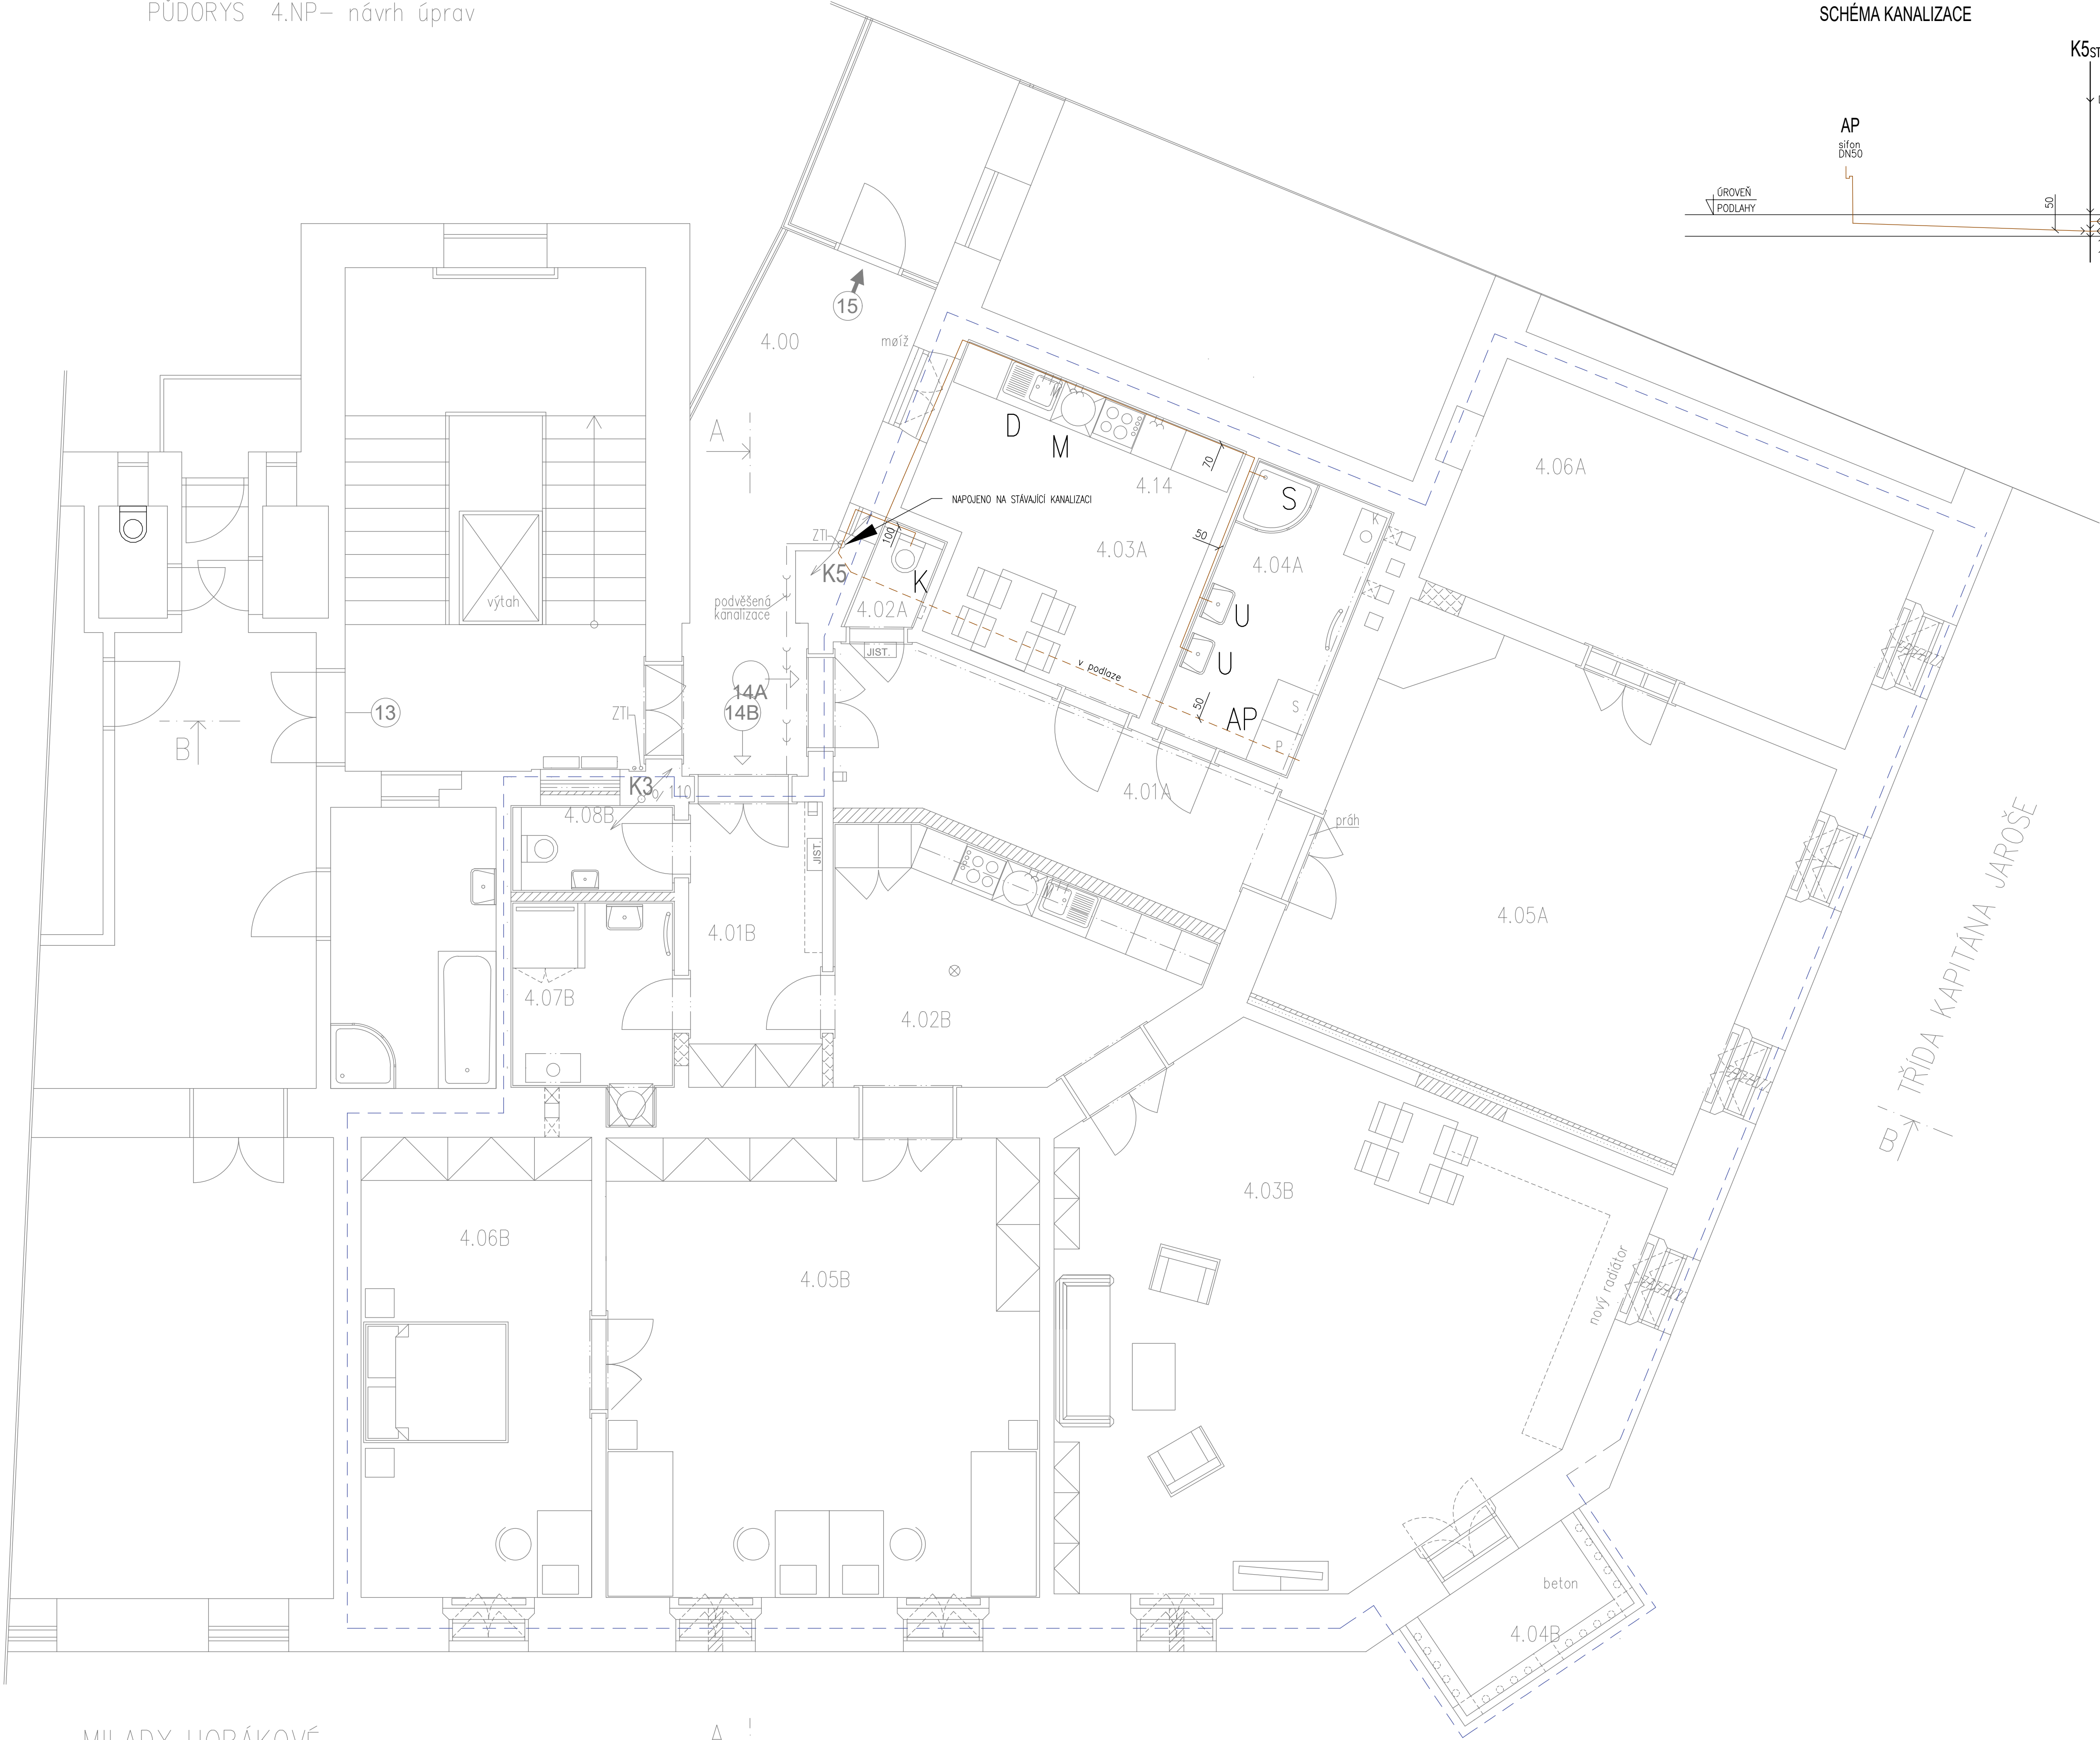 PŮDORYS 4.NP– návrh úprav
SCHÉMA KANALIZACE
K5
AP
sifon
DN50
ÚROVEŇ
PODLAHY
50
15
4.00
møíž
A
D
M
70
4.14
NAPOJENO NA STÁVAJÍCÍ KANALIZACI
S
K
4.06A
ZTI
100
50
4.03A
4.04A
K5
K
výtah
podvěšená
kanalizace
4.02A
U
JIST.
U
v podlaze
14A
14B
13
ZTI
50
AP
S
P
B
K3
110
4.01A
4.08B
práh
JIST.
TŘÍDA KAPITÁNA JAROŠE
4.01B
4.05A
4.07B
4.02B
B
4.03B
4.06B
4.05B
nový radiátor
beton
4.04B
MILADY HORÁKOVÉ
A